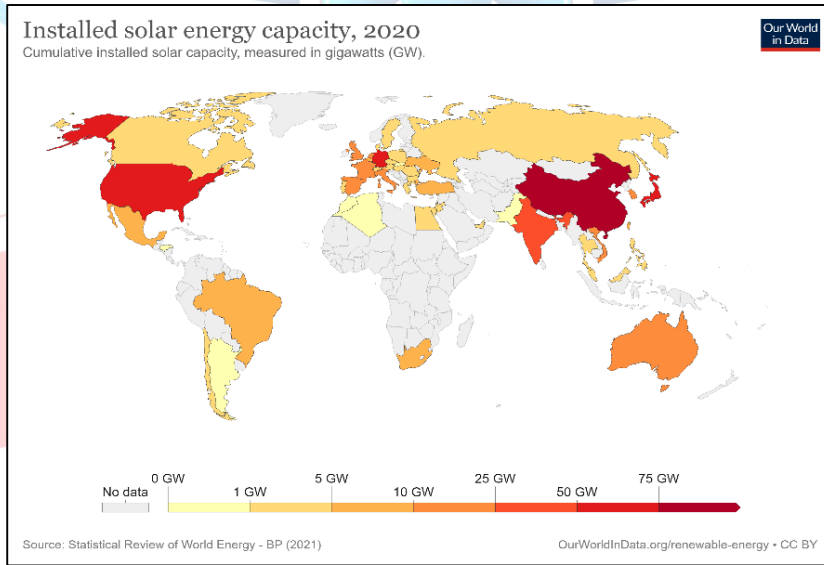 Installed solar energy capacity, 2020
Cumulative installed solar capacity, measured in gigawatts (GW).
Our World
in Data
0 GW 5 GW 25 GW 75 GW
No data 1 GW 10 GW 50 GW
Source: Statistical Review of World Energy - BP (2021) OurWorldInData.org/renewable-energy • CC BY